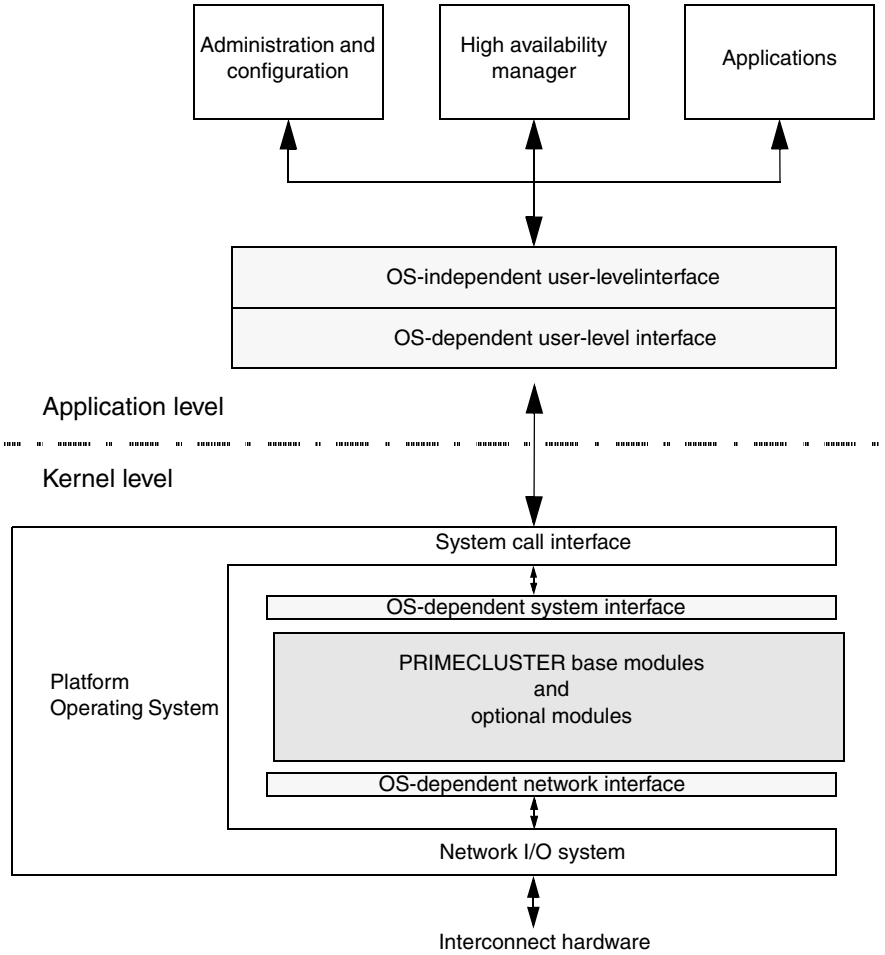 Administration and
configuration
High availability
manager
Applications
OS-independent user-levelinterface
OS-dependent user-level interface
Application level
Kernel level
System call interface
OS-dependent system interface
PRIMECLUSTER base modules
and
optional modules
Platform
Operating System
OS-dependent network interface
Network I/O system
Interconnect hardware